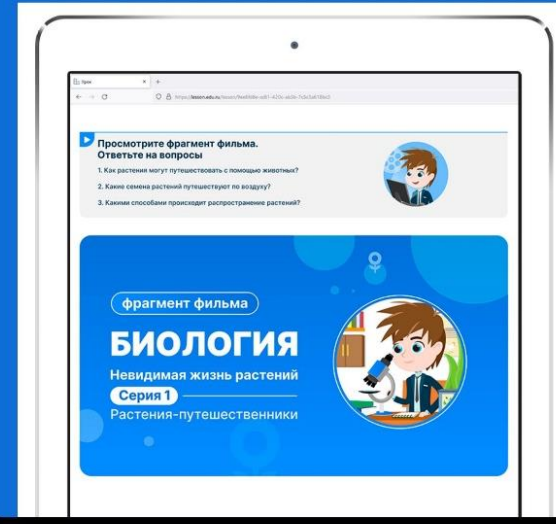 Урок
Просмотрите фрагмент фильма.
Ответьте на вопросы
1. Как растения могут путешествовать с помощью животных?
2. Какие семена растений путешествуют по воздуху?
3. Какими способами происходит распространение растений?
фрагмент фильма
БИОЛОГИЯ
Невидимая жизнь растений
Серия 1
Растения-путешественники